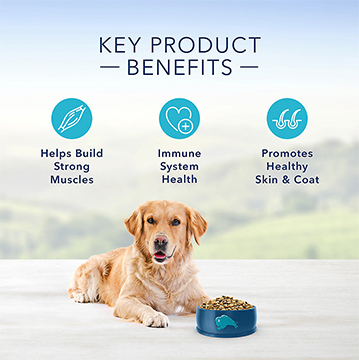 KEY PRODUCT
BENEFITS
Helps Build
Strong
Muscles
Immune
System
Health
Promotes
Healthy
Skin & Coat